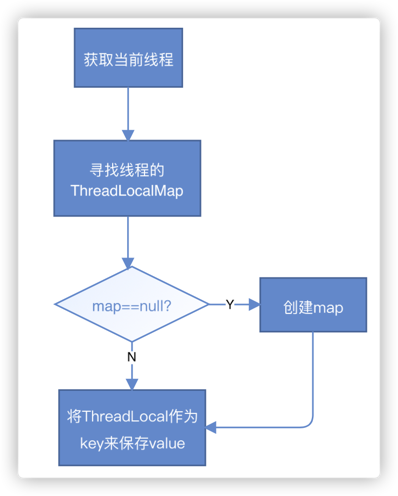 获取当前线程
寻找线程的
ThreadLocalMap
map==null?
Y
创建map
N
将ThreadLocal作为
key来保存value